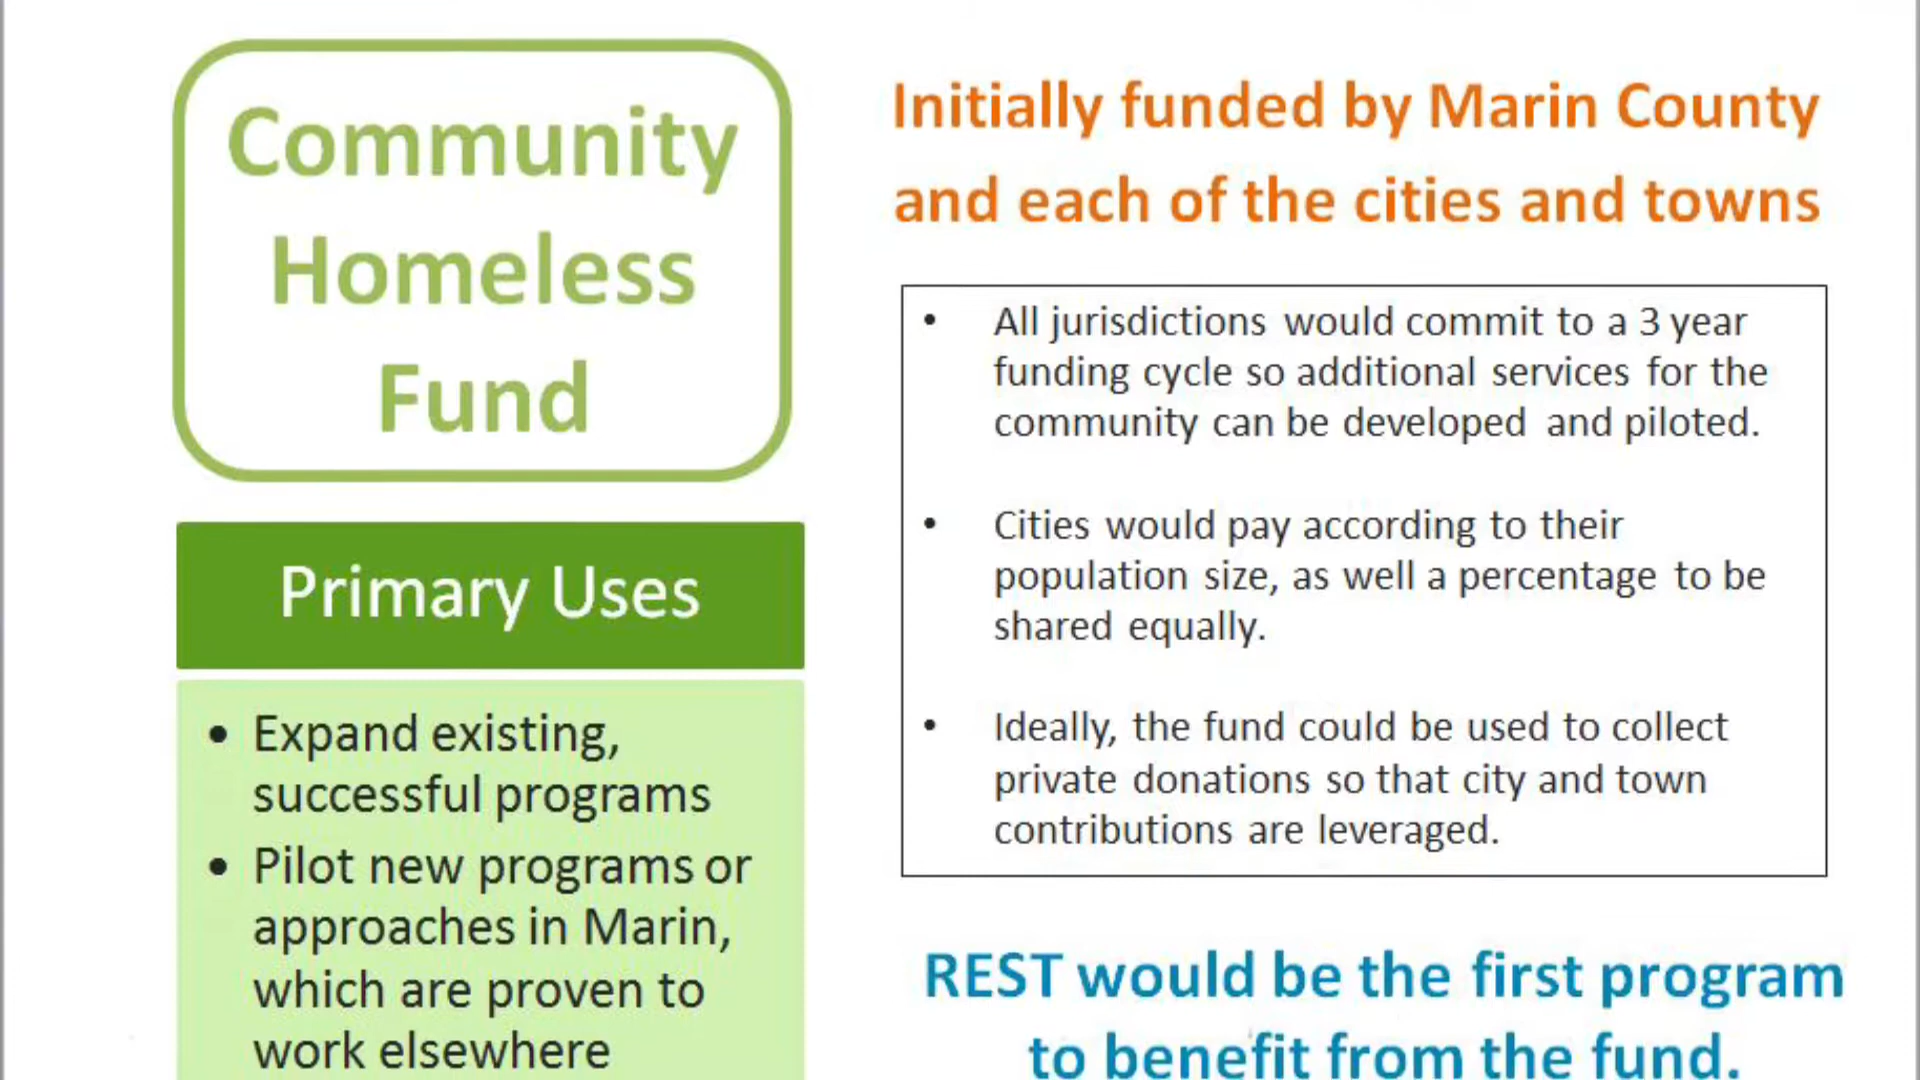 Community
Homeless
Fund
Primary Uses
• Expand existing,
successful programs
• Pilot new programs or
approaches in Marin,
which are proven to
work elsewhere
Initially funded by Marin County
and each of the cities and towns
• All jurisdictions would commit to a 3 year
funding cycle so additional services for the
community can be developed and piloted.
• Cities would pay according to their
population size, as well a percentage to be
shared equally.
• Ideally, the fund could be used to collect
private donations so that city and town
contributions are leveraged.
REST would be the first program
to benefit from the fund.